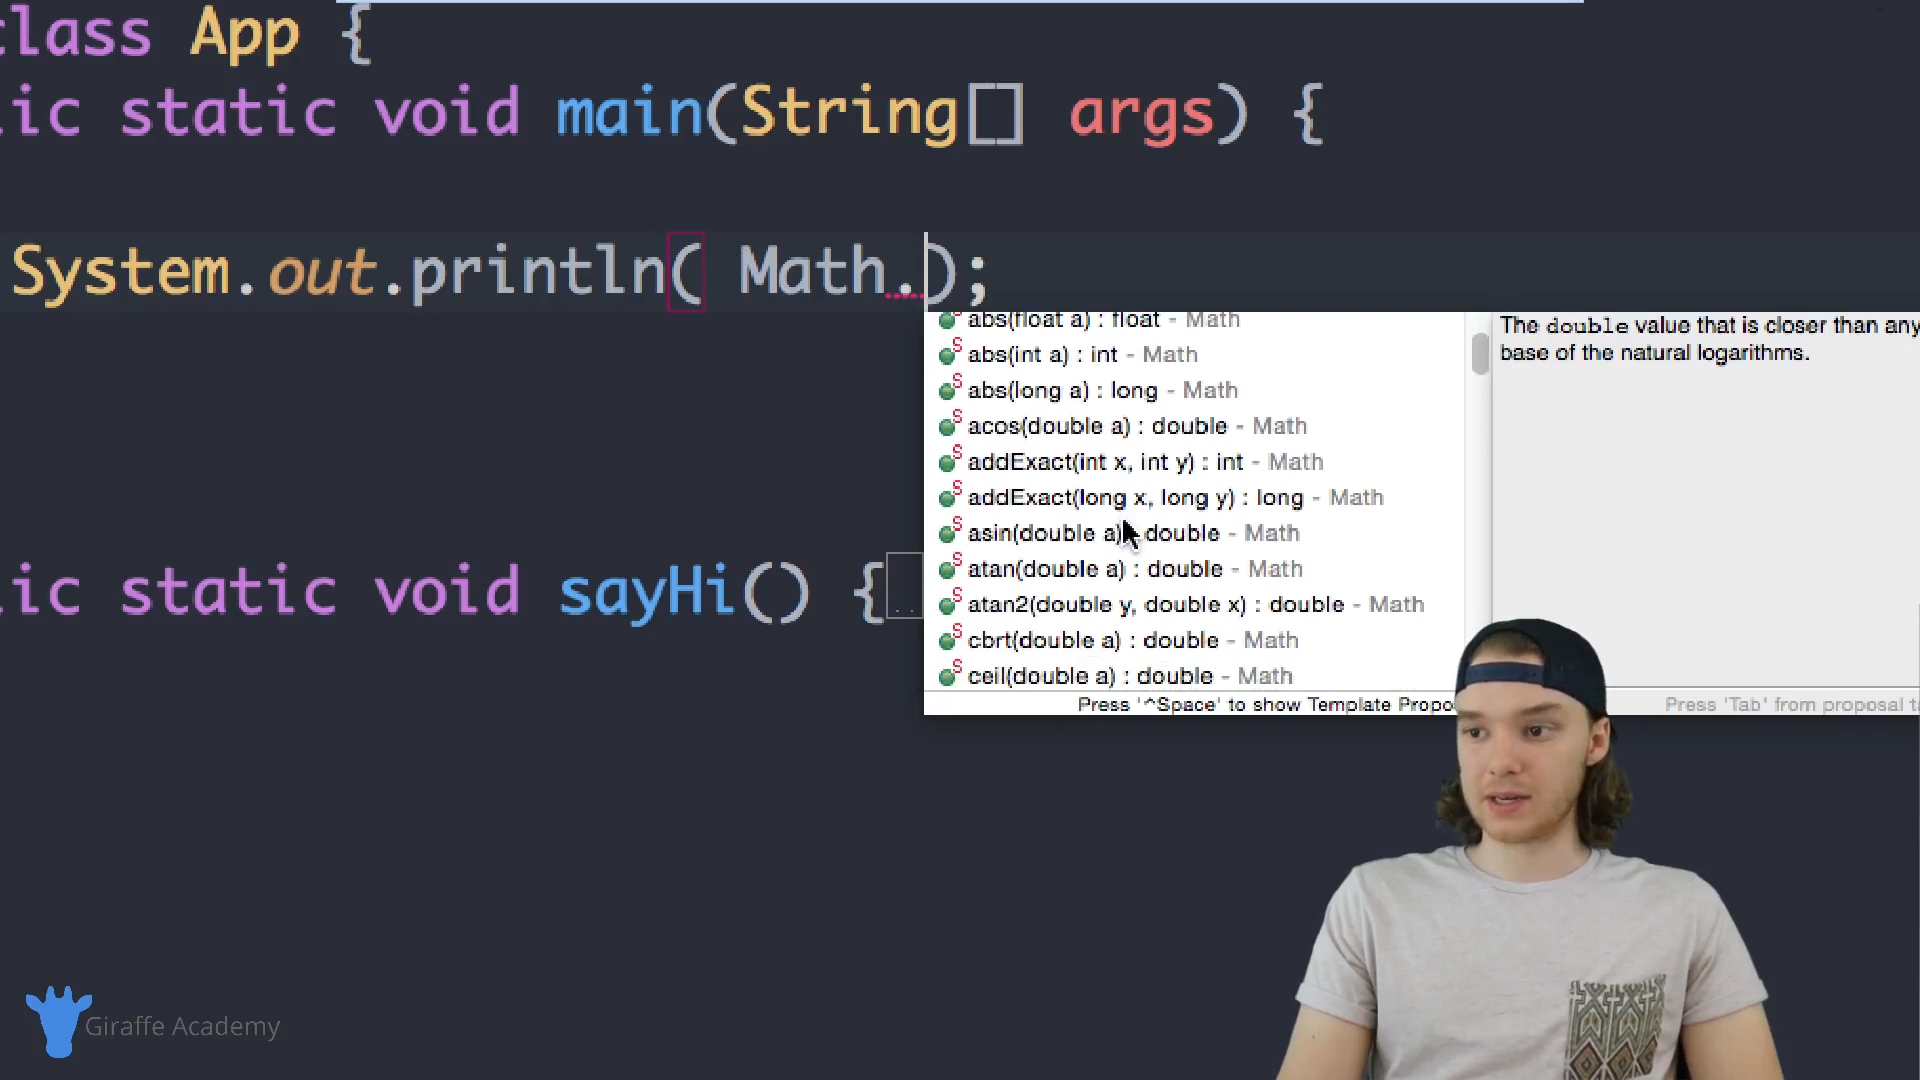 class App {
ic static void main(String[] args) {
System.out.println( Math.);
abs(float a) : float - Math
abs(int a) : int - Math
abs(long a) : long - Math
acos(double a) : double - Math
addExact(int x, int y) : int - Math
addExact(long x, long y) : long - Math
asin(double a) : double - Math
atan(double a) : double - Math
atan2(double y, double x) : double - Math
cbrt(double a) : double - Math
ceil(double a) : double - Math
Press '^Space' to show Template Propo
The double value that is closer than any
base of the natural logarithms.
Press 'Tab' from proposal ta
ic static void sayHi() {..
Giraffe Academy